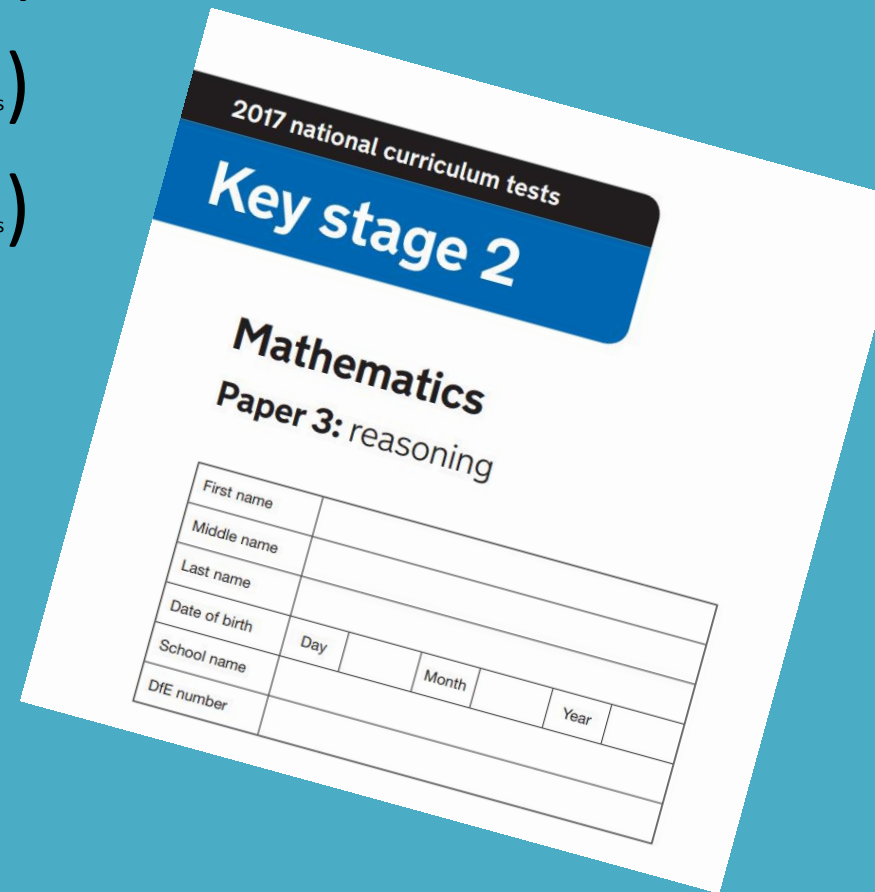 s)
s)
2017 national curriculum tests
Key stage 2
Mathematics
Paper 3: reasoning
First name
Middle name
Last name
Date of birth
Day
Month
Year
School name
DfE number